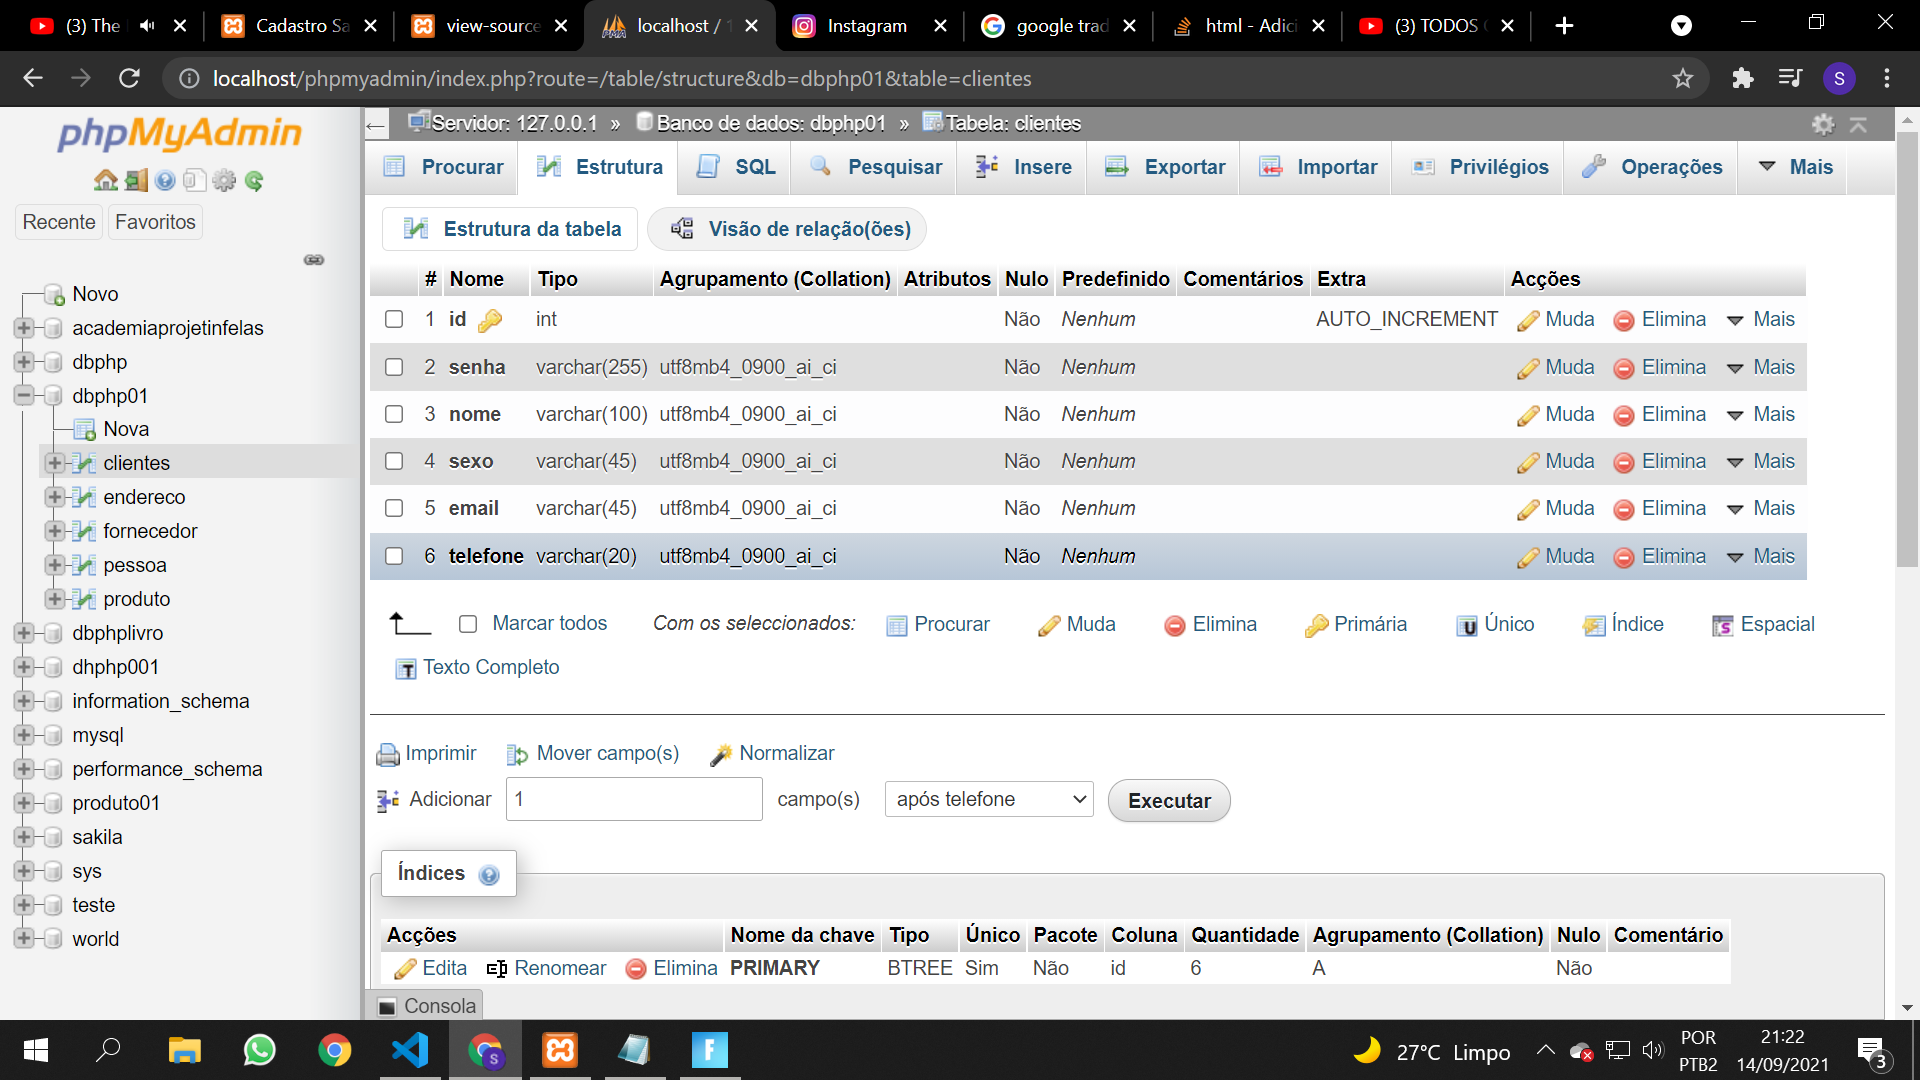 (3) The
Cadastro Sa
view-source
localhost / 1
Instagram
google trad
html - Adici
(3) TODOS
localhost/phpmyadmin/index.php?route=/table/structure&db=dbphp01&table=clientes
S
phpMyAdmin
Recente Favoritos
Novo
academiaprojetinfelas
dbphp
dbphp01
Nova
clientes
endereco
fornecedor
pessoa
produto
dbphplivro
dhphp001
information_schema
mysql
performance_schema
produto01
sakila
sys
teste
world
Servidor: 127.0.0.1 » Banco de dados: dbphp01 » Tabela: clientes
Procurar Estrutura SQL Pesquisar Insere Exportar Importar Privilégios Operações Mais
Estrutura da tabela Visão de relação(ões)
# Nome Tipo Agrupamento (Collation) Atributos Nulo Predefinido Comentários Extra Acções
1 id int Não Nenhum AUTO_INCREMENT Muda Elimina Mais
2 senha varchar(255) utf8mb4_0900_ai_ci Não Nenhum Muda Elimina Mais
3 nome varchar(100) utf8mb4_0900_ai_ci Não Nenhum Muda Elimina Mais
4 sexo varchar(45) utf8mb4_0900_ai_ci Não Nenhum Muda Elimina Mais
5 email varchar(45) utf8mb4_0900_ai_ci Não Nenhum Muda Elimina Mais
6 telefone varchar(20) utf8mb4_0900_ai_ci Não Nenhum Muda Elimina Mais
Marcar todos Com os seleccionados: Procurar Muda Elimina Primária Único Índice Espacial
Texto Completo
Imprimir Mover campo(s) Normalizar
Adicionar 1 campo(s) após telefone Executar
Índices
Acções Nome da chave Tipo Único Pacote Coluna Quantidade Agrupamento (Collation) Nulo Comentário
Edita Renomear Elimina PRIMARY BTREE Sim Não id 6 A Não
Consola
27°C Limpo
POR
PTB2
21:22
14/09/2021
3